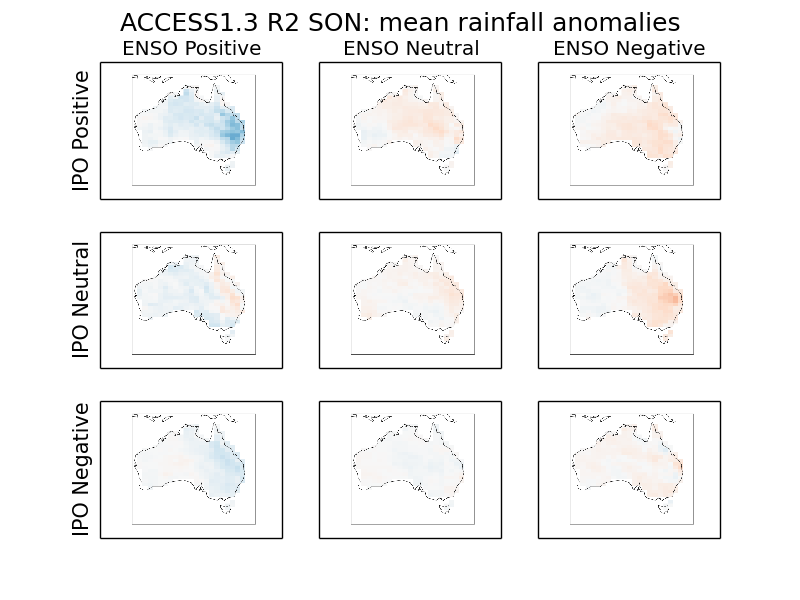 ACCESS1.3 R2 SON: mean rainfall anomalies
ENSO Positive
ENSO Neutral
ENSO Negative
IPO Positive
IPO Neutral
IPO Negative